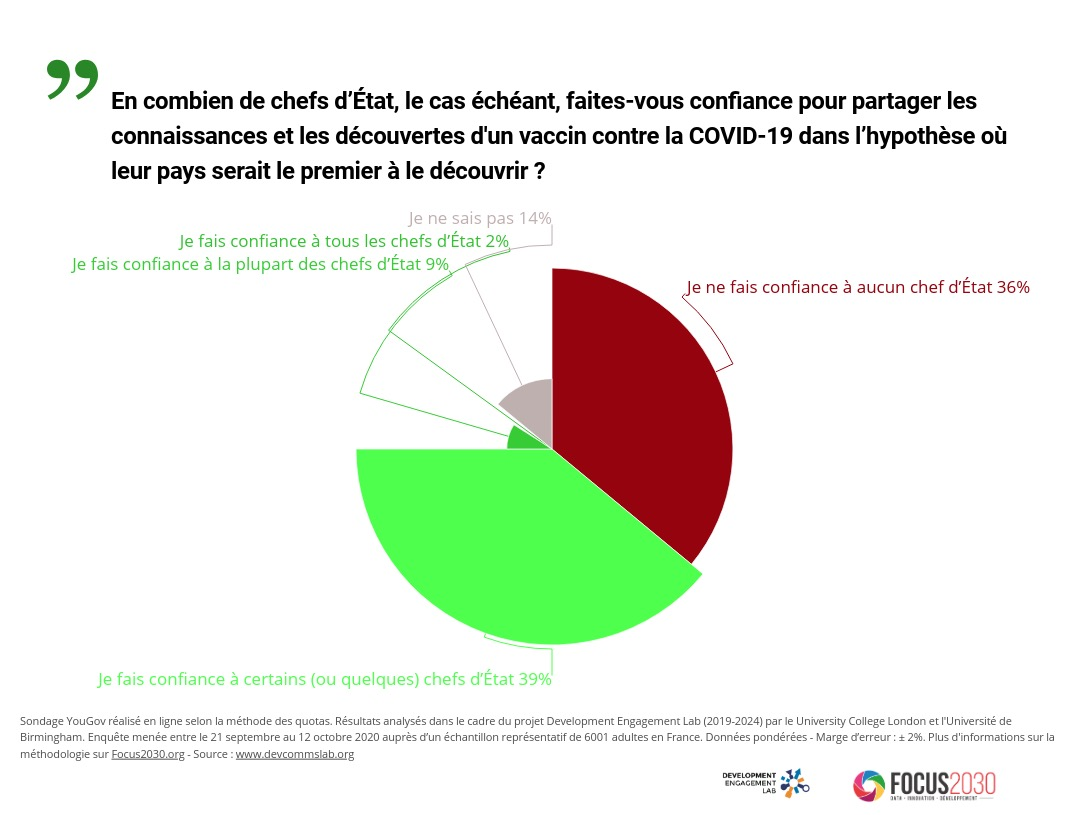 ”
En combien de chefs d’État, le cas échéant, faites-vous confiance pour partager les
connaissances et les découvertes d'un vaccin contre la COVID-19 dans l’hypothèse où
leur pays serait le premier à le découvrir ?
Je ne sais pas 14%
Je fais confiance à tous les chefs d’État 2%
Je fais confiance à la plupart des chefs d’État 9%
Je ne fais confiance à aucun chef d’État 36%
Je fais confiance à certains (ou quelques) chefs d’État 39%
Sondage YouGov réalisé en ligne selon la méthode des quotas. Résultats analysés dans le cadre du projet Development Engagement Lab (2019-2024) par le University College London et l'Université de
Birmingham. Enquête menée entre le 21 septembre au 12 octobre 2020 auprès d’un échantillon représentatif de 6001 adultes en France. Données pondérées - Marge d’erreur : ± 2%. Plus d'informations sur la
méthodologie sur Focus2030.org - Source : www.devcommslab.org
DEVELOPMENT
ENGAGEMENT
LAB
FOCUS2030
DATA · INNOVATION · DÉVELOPPEMENT